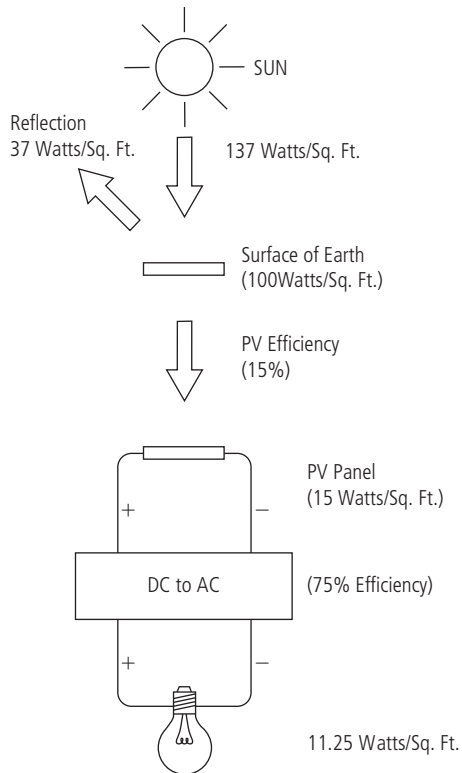 SUN
Reflection
37 Watts/Sq. Ft.
137 Watts/Sq. Ft.
Surface of Earth
(100Watts/Sq. Ft.)
PV Efficiency
(15%)
PV Panel
(15 Watts/Sq. Ft.)
+ –
DC to AC
(75% Efficiency)
+ –
11.25 Watts/Sq. Ft.